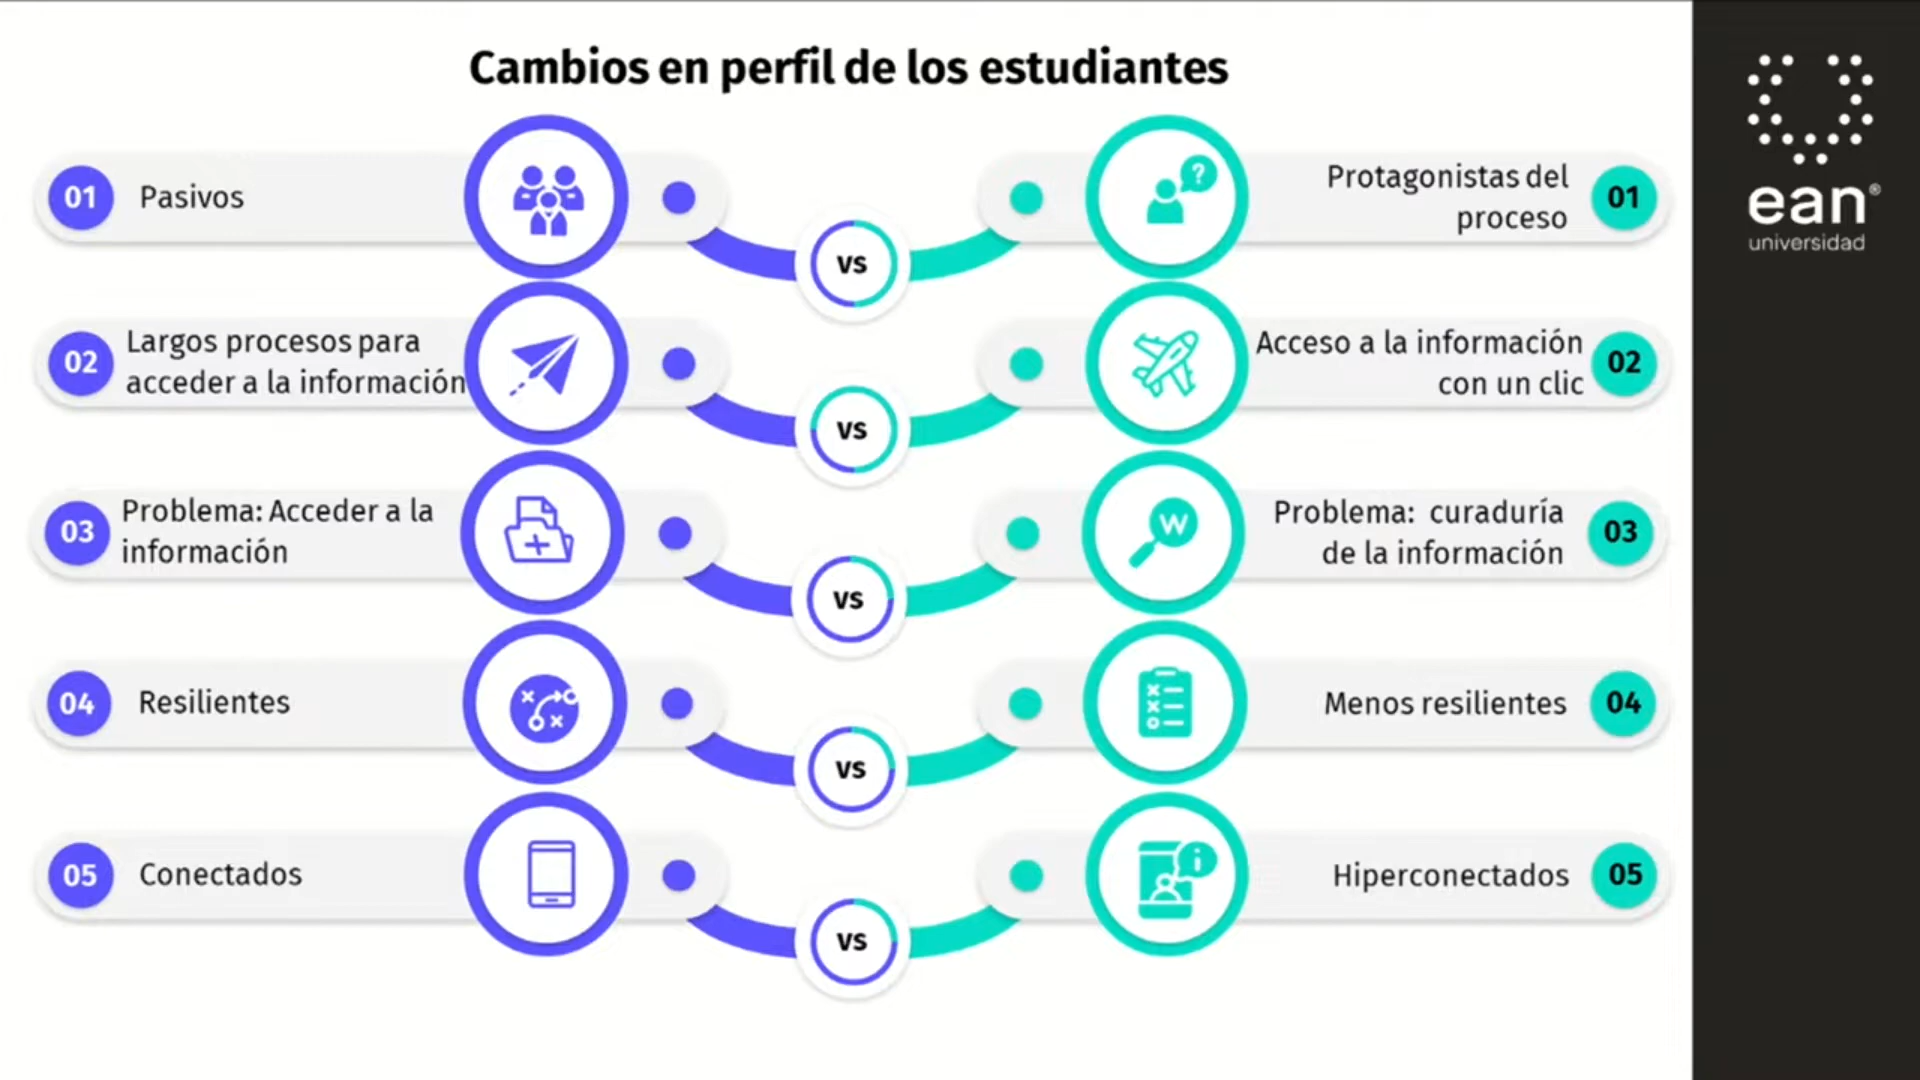 Cambios en perfil de los estudiantes
01 Pasivos
vs
Protagonistas del
proceso
01
02 Largos procesos para
acceder a la información
vs
Acceso a la información
con un clic
02
03 Problema: Acceder a la
información
vs
Problema: curaduría
de la información
03
W
04 Resilientes
vs
Menos resilientes 04
05 Conectados
vs
Hiperconectados 05
ean®
universidad